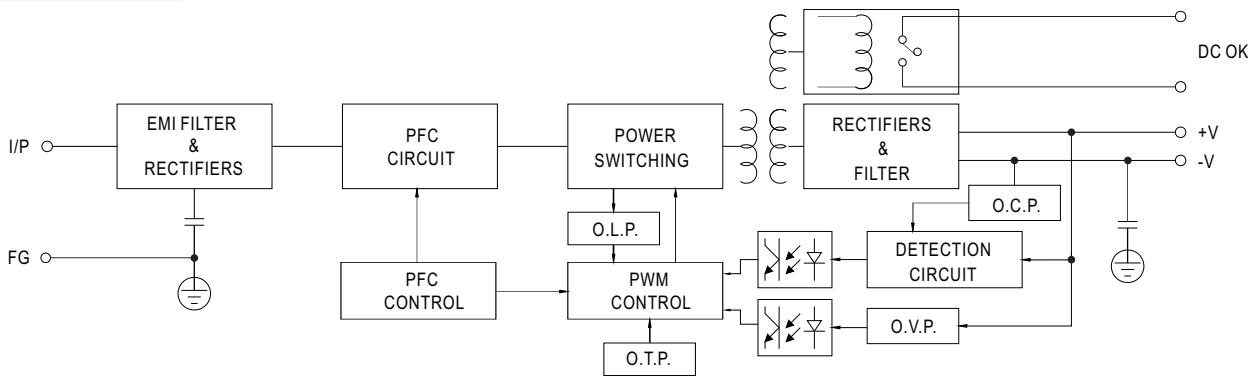 DC OK
I/P
EMI FILTER
&
RECTIFIERS
PFC
CIRCUIT
POWER
SWITCHING
RECTIFIERS
&
FILTER
+V
-V
O.C.P.
O.L.P.
FG
DETECTION
CIRCUIT
PFC
CONTROL
PWM
CONTROL
O.V.P.
O.T.P.